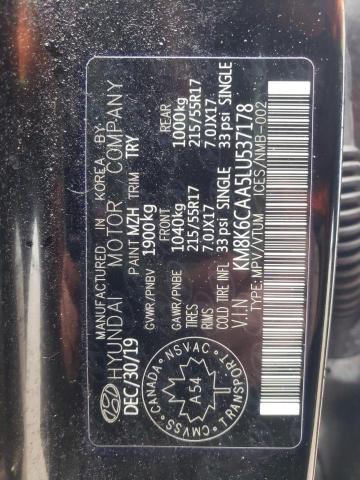 MANUFACTURED IN KOREA BY
HYUNDAI MOTOR COMPANY
DEC/30/19 PAINT MZH TRIM TRY
GVWR/PNBV 1900kg
FRONT REAR
GAWR/PNBE 1040kg 1000kg
TIRES 215/55R17 215/55R17
RIMS 7.0JX17 7.0JX17
COLD TIRE INFL 33 psi SINGLE 33 psi SINGLE
V.I.N KM8K6CAA5LU537178
TYPE:MPV/VTUM ICES/NMB-002
CANADA NSVAC
A54
CMVSS TRANSPORT